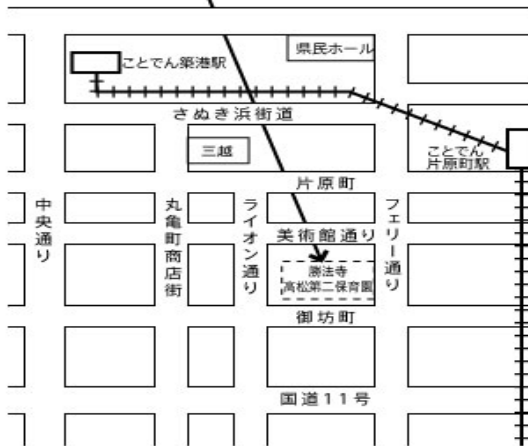 県民ホール
ことでん築港駅
さぬき浜街道
三越
ことでん
片原町駅
片原町
中央通り
丸亀町商店街
ライオン通り
フェリー通り
美術館通り
勝法寺
高松第二保育園
御坊町
国道11号